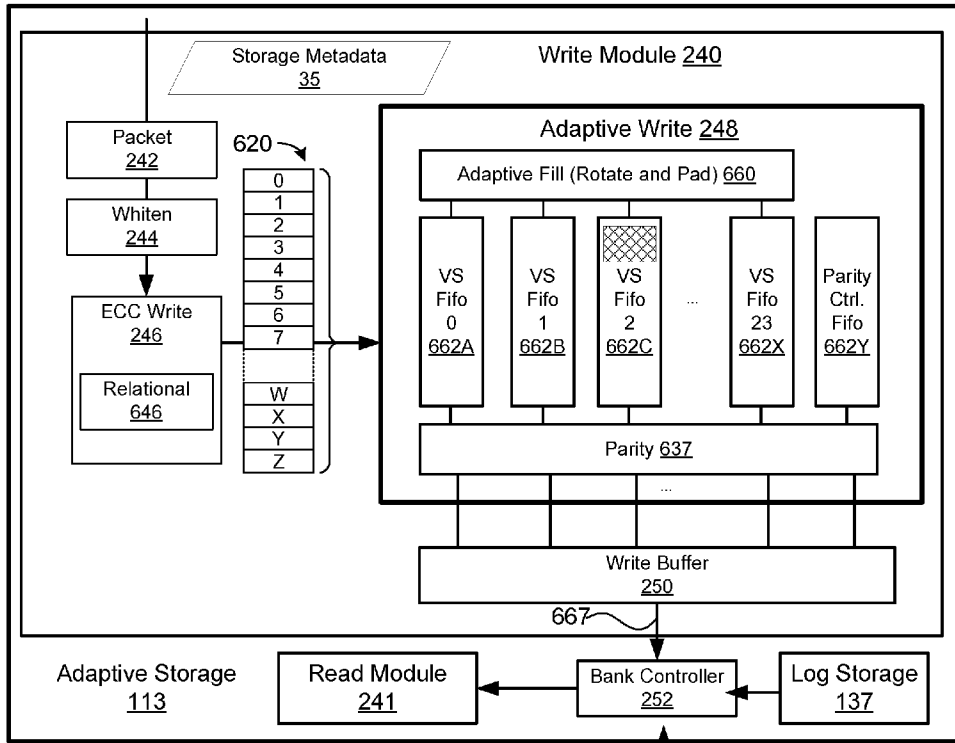 Storage Metadata
35
Write Module 240
Packet
242
Whiten
244
ECC Write
246
Relational
646
620
0
1
2
3
4
5
6
7
W
X
Y
Z
Adaptive Write 248
Adaptive Fill (Rotate and Pad) 660
VS
Fifo
0
662A
VS
Fifo
1
662B
VS
Fifo
2
662C
...
VS
Fifo
23
662X
Parity
Ctrl.
Fifo
662Y
Parity 637
...
Write Buffer
250
667
Adaptive Storage
113
Read Module
241
Bank Controller
252
Log Storage
137